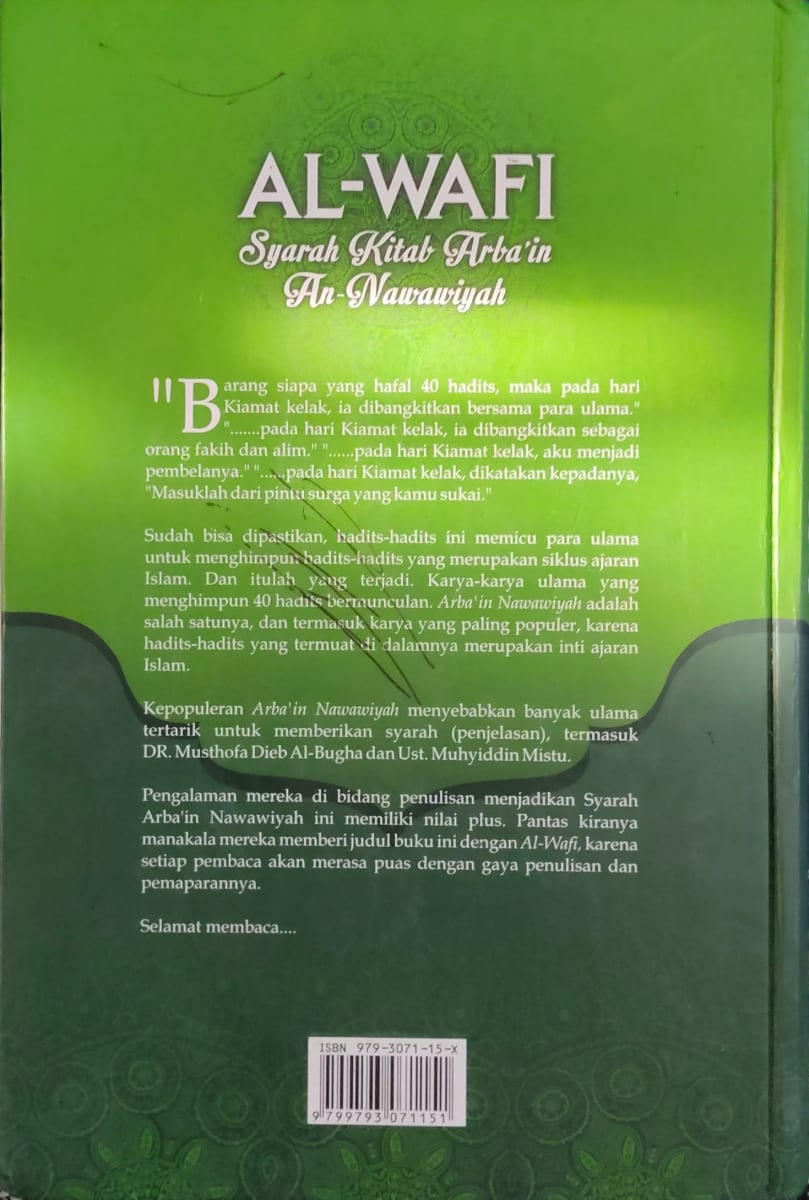 AL-WAFI
Syarah Kitab Arba'in
An-Nawawiyah
"Barang siapa yang hafal 40 hadits, maka pada hari
Kiamat kelak, ia dibangkitkan bersama para ulama."
".......pada hari Kiamat kelak, ia dibangkitkan sebagai
orang fakih dan alim." "......pada hari Kiamat kelak, aku menjadi
pembelanya." "......pada hari Kiamat kelak, dikatakan kepadanya,
"Masuklah dari pintu surga yang kamu sukai."
Sudah bisa dipastikan, hadits-hadits ini memicu para ulama
untuk menghimpun hadits-hadits yang merupakan siklus ajaran
Islam. Dan itulah yang terjadi. Karya-karya ulama yang
menghimpun 40 hadits bermunculan. Arba'in Nawawiyah adalah
salah satunya, dan termasuk karya yang paling populer, karena
hadits-hadits yang termuat di dalamnya merupakan inti ajaran
Islam.
Kepopuleran Arba'in Nawawiyah menyebabkan banyak ulama
tertarik untuk memberikan syarah (penjelasan), termasuk
DR. Musthofa Dieb Al-Bugha dan Ust. Muhyiddin Mistu.
Pengalaman mereka di bidang penulisan menjadikan Syarah
Arba'in Nawawiyah ini memiliki nilai plus. Pantas kiranya
manakala mereka memberi judul buku ini dengan Al-Wafi, karena
setiap pembaca akan merasa puas dengan gaya penulisan dan
pemaparannya.
Selamat membaca....
ISBN 979-3071-15-X
9 799793 071151